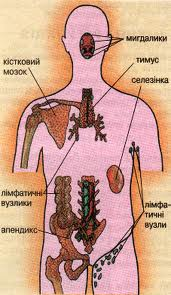 мигдалики
тимус
кістковий
мозок
селезінка
лімфатичні
вузлики
апендикс
лімфа-
тичні
вузли